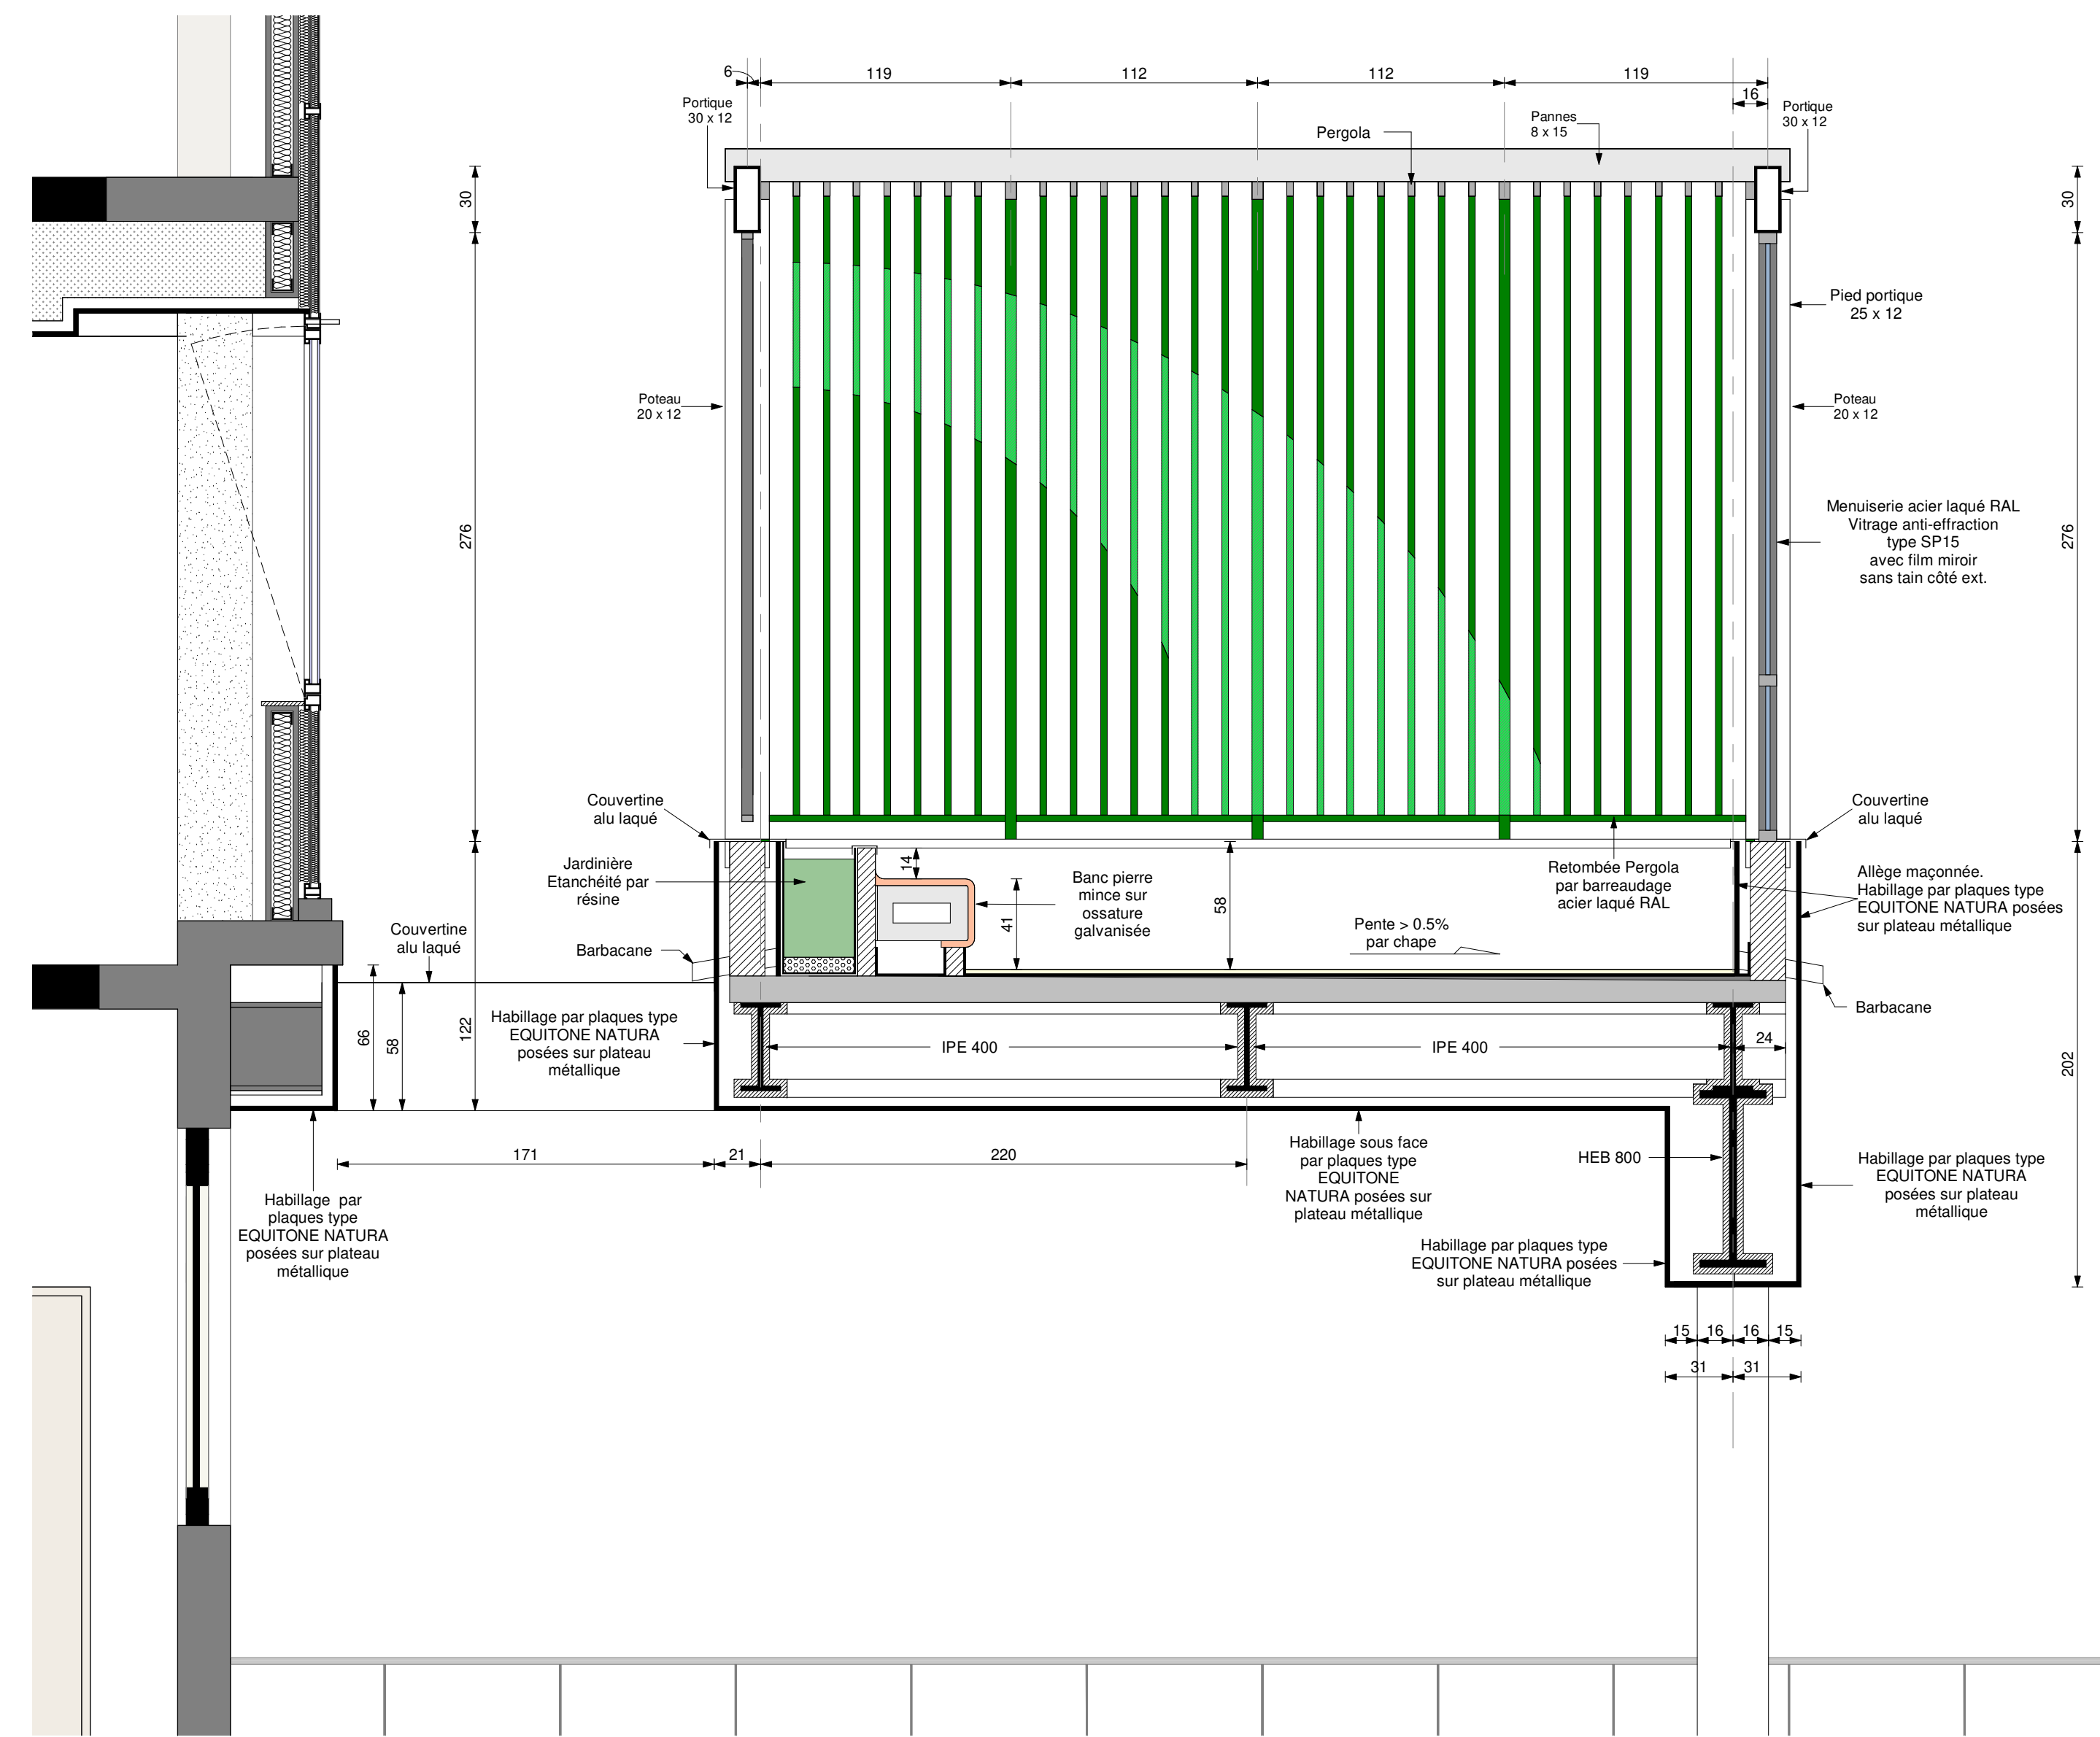 6
119
112
112
119
16
Portique
30 x 12
Pergola
Pannes
8 x 15
Portique
30 x 12
30
30
Pied portique
25 x 12
Poteau
20 x 12
Poteau
20 x 12
276
276
Menuiserie acier laqué RAL
Vitrage anti-effraction
type SP15
avec film miroir
sans tain côté ext.
Couvertine
alu laqué
Couvertine
alu laqué
Jardinière
Etanchéité par
résine
14
Banc pierre
mince sur
ossature
galvanisée
41
58
Retombée Pergola
par barreaudage
acier laqué RAL
Allège maçonnée.
Habillage par plaques type
EQUITONE NATURA posées
sur plateau métallique
Pente > 0.5%
par chape
Couvertine
alu laqué
Barbacane
Barbacane
Habillage par plaques type
EQUITONE NATURA
posées sur plateau
métallique
66
58
122
IPE 400
IPE 400
24
202
171
21
220
Habillage sous face
par plaques type
EQUITONE
NATURA posées sur
plateau métallique
HEB 800
Habillage par plaques type
EQUITONE NATURA
posées sur plateau
métallique
Habillage par
plaques type
EQUITONE NATURA
posées sur plateau
métallique
Habillage par plaques type
EQUITONE NATURA posées
sur plateau métallique
15
16
16
15
31
31